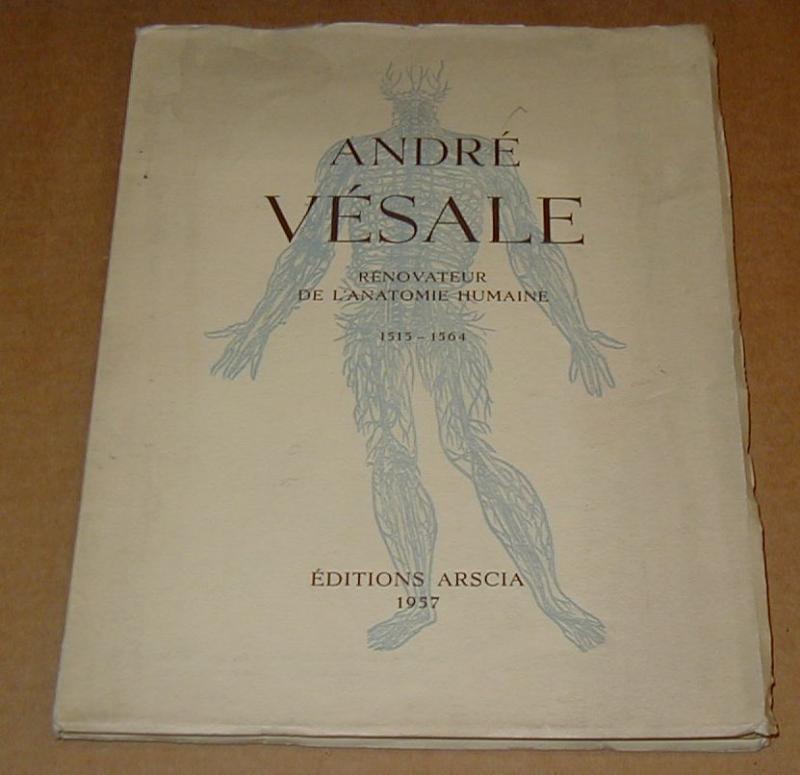 ANDRÉ
VÉSALE
RÉNOVATEUR
DE L'ANATOMIE HUMAINE
1515 – 1564
ÉDITIONS ARSCIA
1957